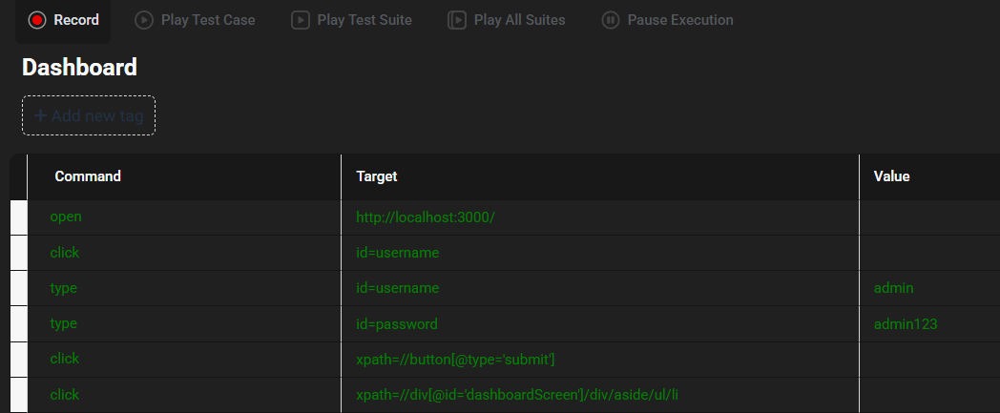 Record Play Test Case Play Test Suite Play All Suites Pause Execution
Dashboard
+ Add new tag
Command Target Value
open http://localhost:3000/
click id=username
type id=username admin
type id=password admin123
click xpath=//button[@type='submit']
click xpath=//div[@id='dashboardScreen']/div/aside/ul/li